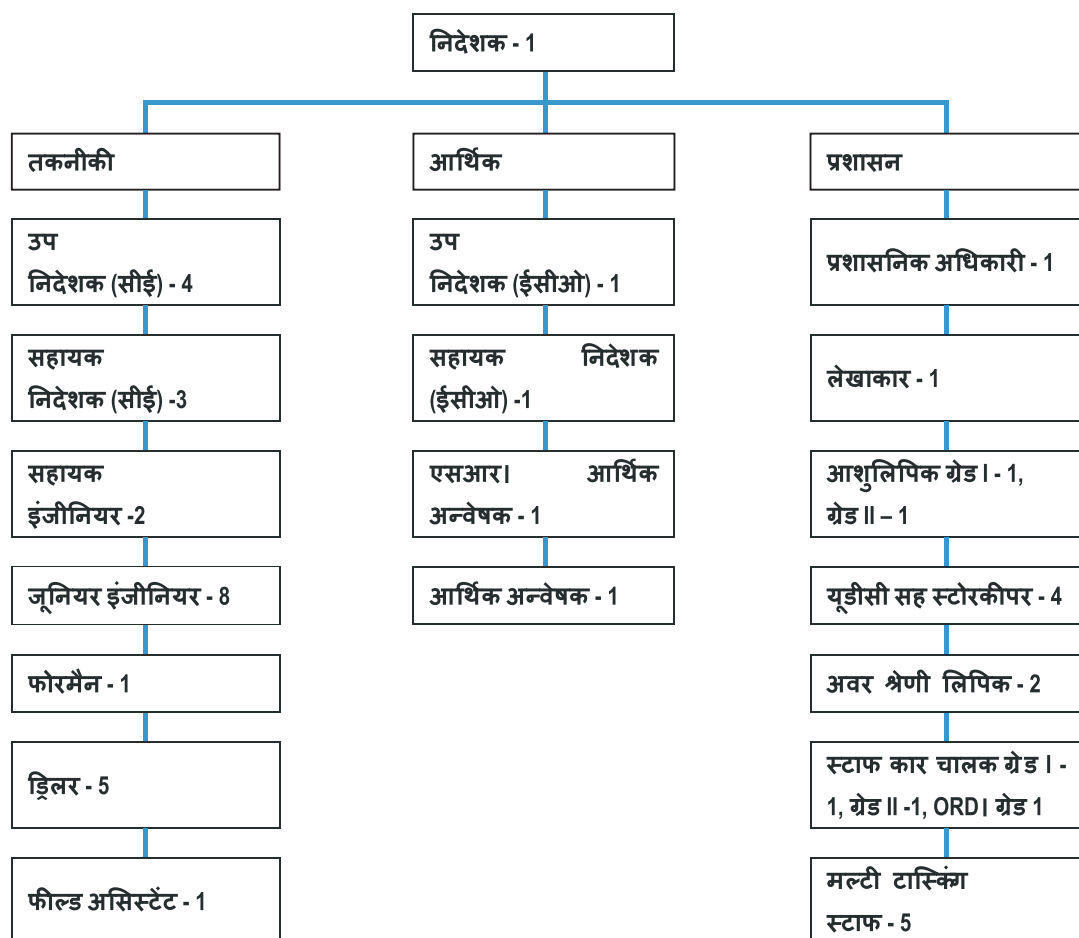 निदेशक - 1
तकनीकी
उप
निदेशक (सीई) - 4
सहायक
निदेशक (सीई) -3
सहायक
इंजीनियर -2
जूनियर इंजीनियर - 8
फोरमैन - 1
ड्रिलर - 5
फील्ड असिस्टेंट - 1
आर्थिक
उप
निदेशक (ईसीओ) - 1
सहायक निदेशक
(ईसीओ) -1
एसआर। आर्थिक
अन्वेषक - 1
आर्थिक अन्वेषक - 1
प्रशासन
प्रशासनिक अधिकारी - 1
लेखाकार - 1
आशुलिपिक ग्रेड I - 1,
ग्रेड II – 1
यूडीसी सह स्टोरकीपर - 4
अवर श्रेणी लिपिक - 2
स्टाफ कार चालक ग्रेड I -
1, ग्रेड II -1, ORD। ग्रेड 1
मल्टी टास्किंग
स्टाफ - 5